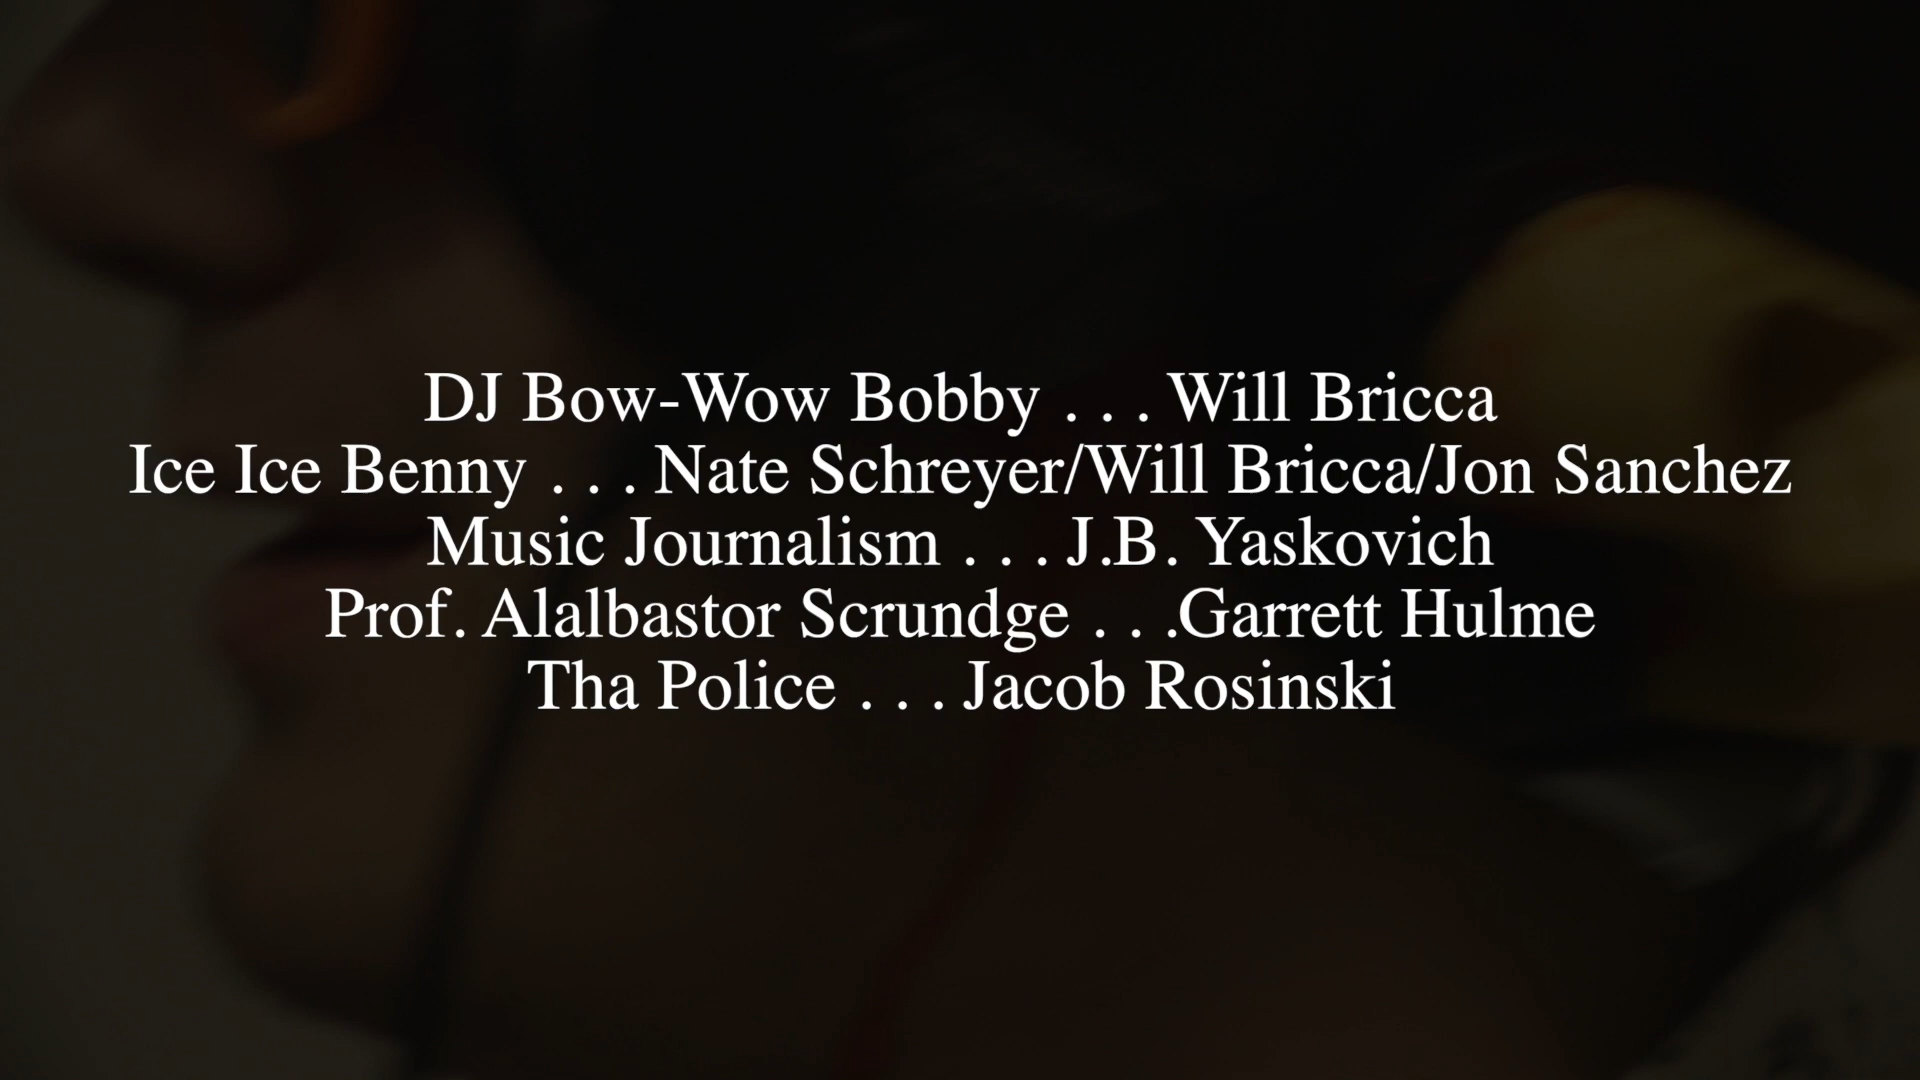 DJ Bow-Wow Bobby . . . Will Bricca
Ice Ice Benny . . . Nate Schreyer/Will Bricca/Jon Sanchez
Music Journalism . . . J.B. Yaskovich
Prof. Alalbastor Scrundge . . .Garrett Hulme
Tha Police . . . Jacob Rosinski